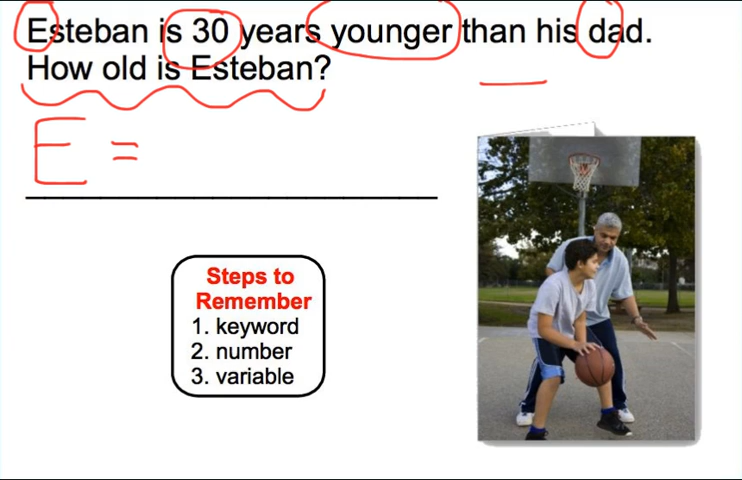 Esteban is 30 years younger than his dad.
How old is Esteban?
E =
Steps to
Remember
1. keyword
2. number
3. variable